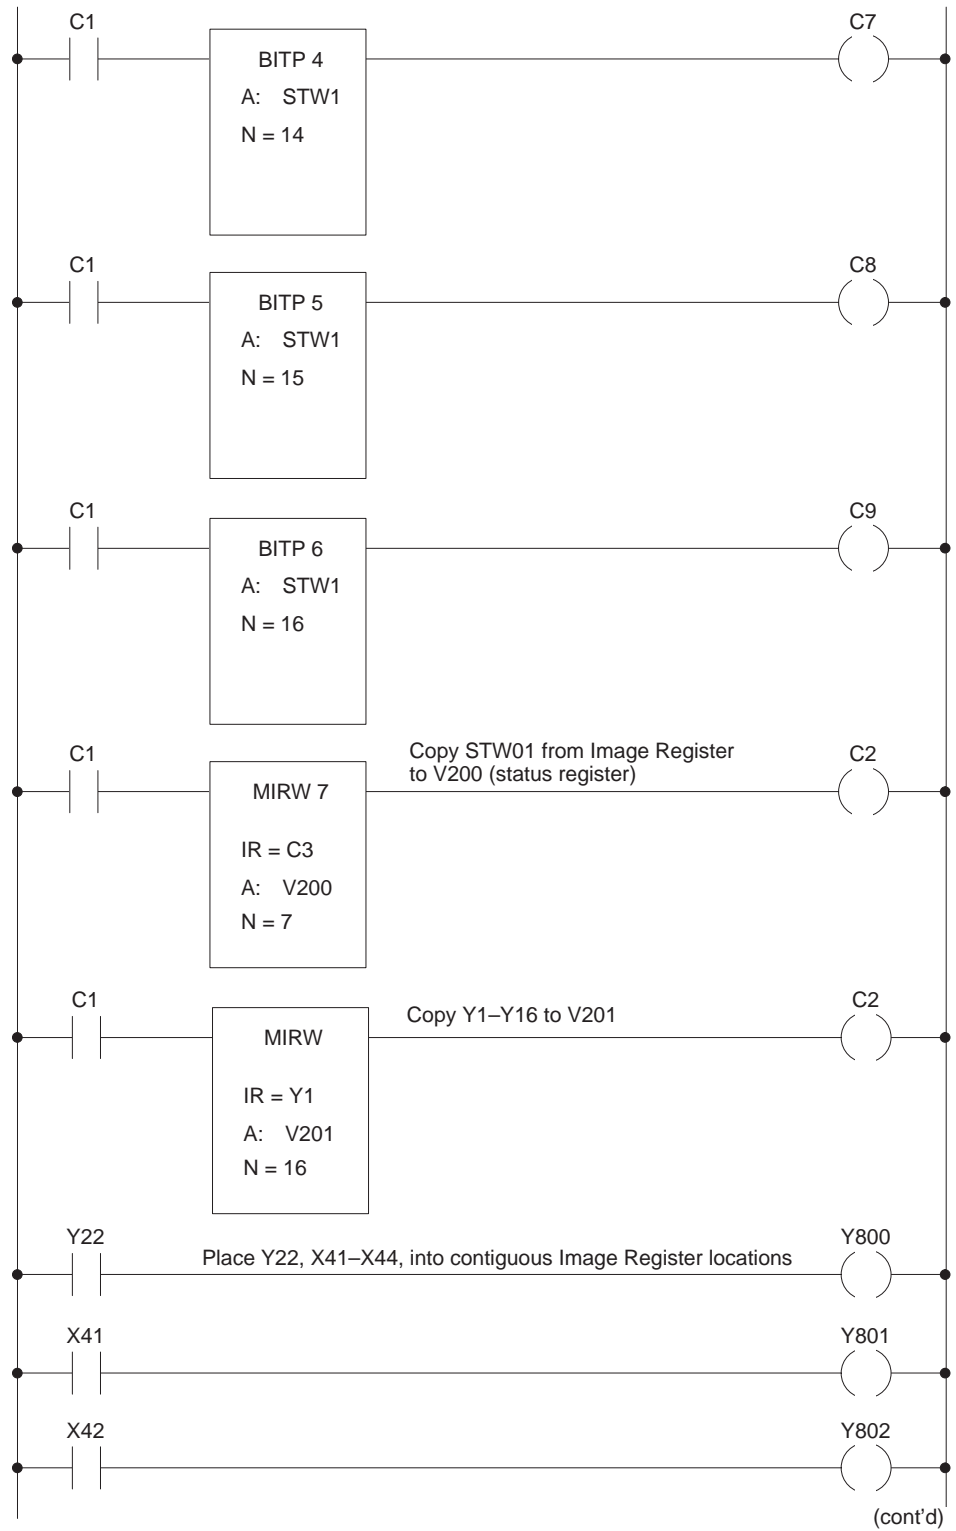 C1
C7
BITP 4
A: STW1
N = 14
C1
C8
BITP 5
A: STW1
N = 15
C1
C9
BITP 6
A: STW1
N = 16
C1
Copy STW01 from Image Register
to V200 (status register)
C2
MIRW 7
IR = C3
A: V200
N = 7
C1
Copy Y1–Y16 to V201
C2
MIRW
IR = Y1
A: V201
N = 16
Y22
Place Y22, X41–X44, into contiguous Image Register locations
Y800
X41
Y801
X42
Y802
(cont’d)